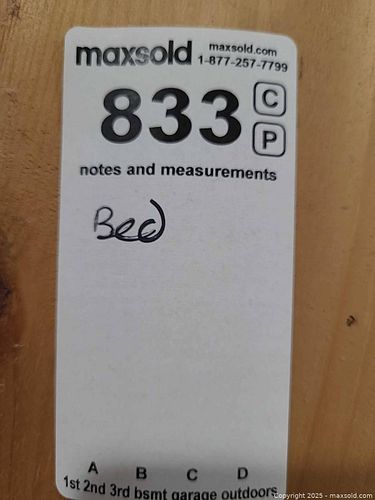 maxsold maxsold.com
1-877-257-7799
833 C
P
notes and measurements
Bed
A B C D
1st 2nd 3rd bsmt garage outdoors
Copyright 2025 - maxsold.com